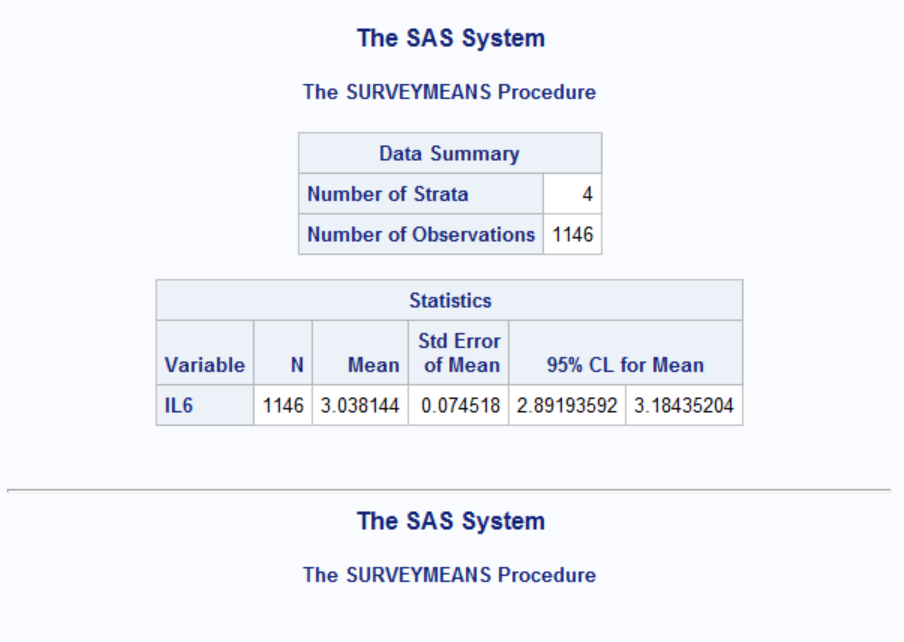 The SAS System
The SURVEYMEANS Procedure
Data Summary
Number of Strata 4
Number of Observations 1146
Statistics
Variable N Mean Std Error of Mean 95% CL for Mean
IL6 1146 3.038144 0.074518 2.89193592 3.18435204
The SAS System
The SURVEYMEANS Procedure